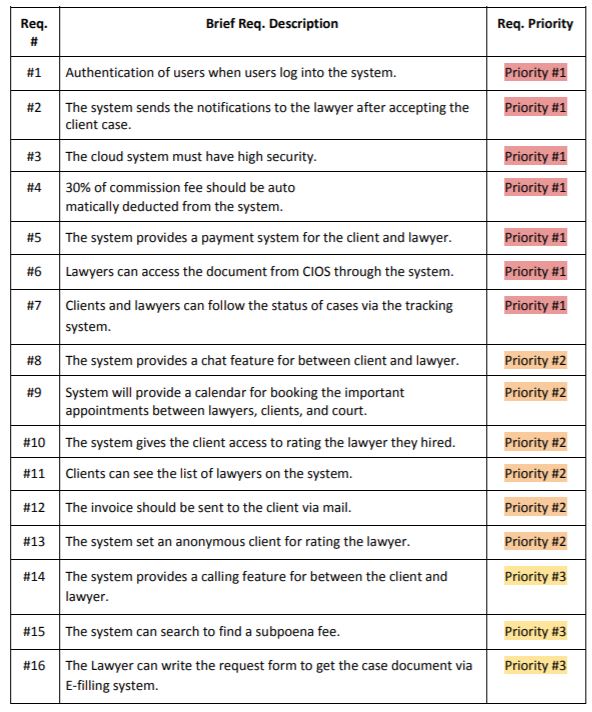 Req. # Brief Req. Description Req. Priority
#1 Authentication of users when users log into the system. Priority #1
#2 The system sends the notifications to the lawyer after accepting the Priority #1
client case.
#3 The cloud system must have high security. Priority #1
#4 30% of commission fee should be auto Priority #1
matically deducted from the system.
#5 The system provides a payment system for the client and lawyer. Priority #1
#6 Lawyers can access the document from CIOS through the system. Priority #1
#7 Clients and lawyers can follow the status of cases via the tracking Priority #1
system.
#8 The system provides a chat feature for between client and lawyer. Priority #2
#9 System will provide a calendar for booking the important Priority #2
appointments between lawyers, clients, and court.
#10 The system gives the client access to rating the lawyer they hired. Priority #2
#11 Clients can see the list of lawyers on the system. Priority #2
#12 The invoice should be sent to the client via mail. Priority #2
#13 The system set an anonymous client for rating the lawyer. Priority #2
#14 The system provides a calling feature for between the client and Priority #3
lawyer.
#15 The system can search to find a subpoena fee. Priority #3
#16 The Lawyer can write the request form to get the case document via Priority #3
E-filling system.